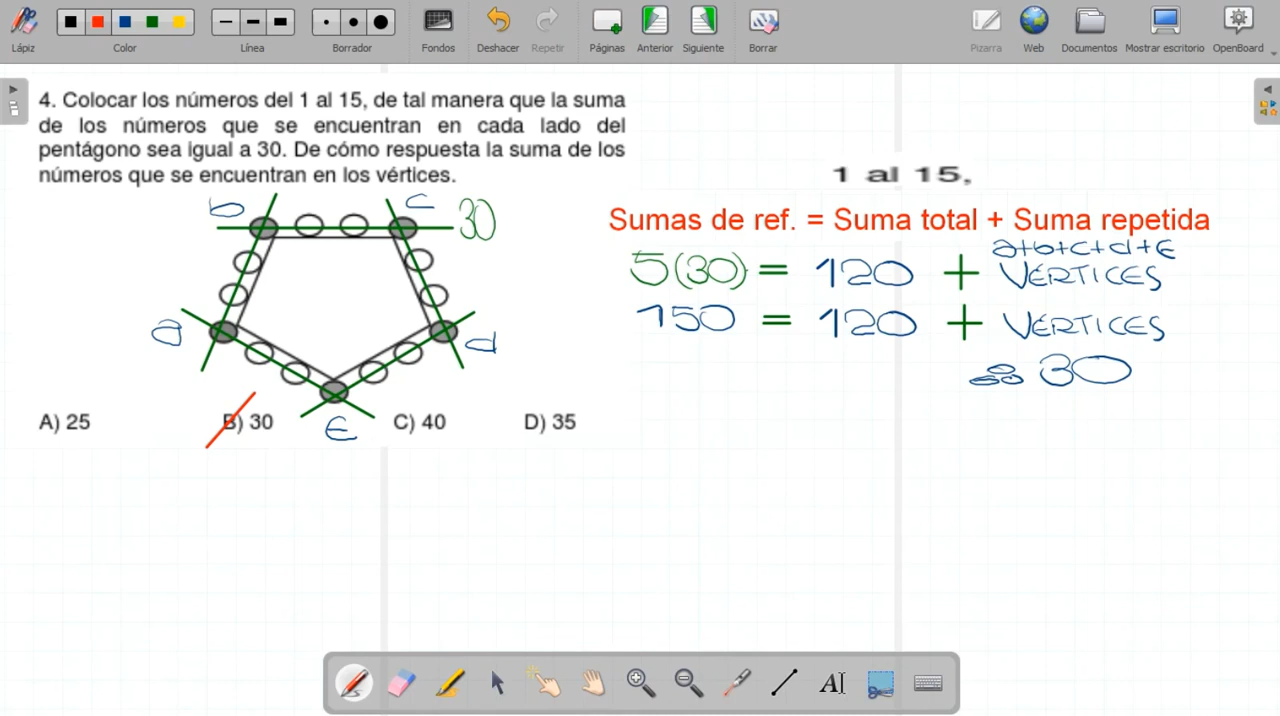 Lápiz
Color
Línea
Borrador
Fondos
Deshacer
Repetir
Páginas
Anterior
Siguiente
Borrar
Pizarra
Web
Documentos
Mostrar escritorio
OpenBoard
4. Colocar los números del 1 al 15, de tal manera que la suma
de los números que se encuentran en cada lado del
pentágono sea igual a 30. De cómo respuesta la suma de los
números que se encuentran en los vértices.
b
c
30
a
d
e
A) 25
B) 30
C) 40
D) 35
1 al 15,
Sumas de ref. = Suma total + Suma repetida
a+b+c+d+e
5(30) = 120 + VÉRTICES
150 = 120 + VÉRTICES
30
AI